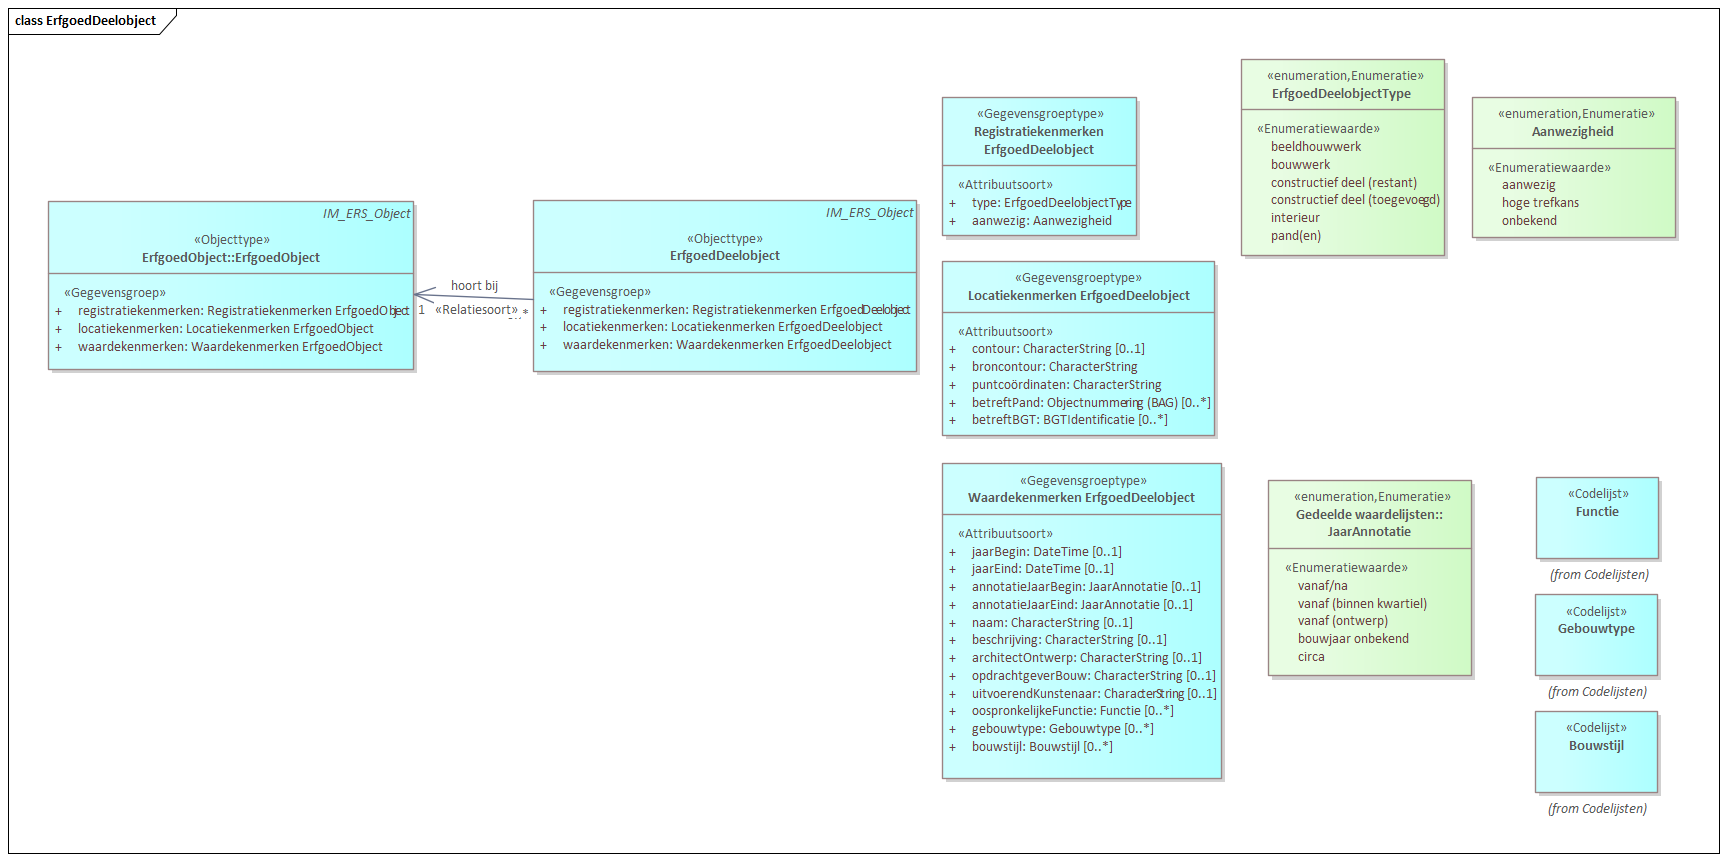 class ErfgoedDeelobject
IM_ERS_Object
«Objecttype»
ErfgoedObject::ErfgoedObject
«Gegevensgroep»
+ registratiekenmerken: Registratiekenmerken ErfgoedObject
+ locatiekenmerken: Locatiekenmerken ErfgoedObject
+ waardekenmerken: Waardekenmerken ErfgoedObject
hoort bij
1 «Relatiesoort» *
IM_ERS_Object
«Objecttype»
ErfgoedDeelobject
«Gegevensgroep»
+ registratiekenmerken: Registratiekenmerken ErfgoedDeelobject
+ locatiekenmerken: Locatiekenmerken ErfgoedDeelobject
+ waardekenmerken: Waardekenmerken ErfgoedDeelobject
«Gegevensgroeptype»
Registratiekenmerken
ErfgoedDeelobject
«Attribuutsoort»
+ type: ErfgoedDeelobjectType
+ aanwezig: Aanwezigheid
«enumeration,Enumeratie»
ErfgoedDeelobjectType
«Enumeratiewaarde»
beeldhouwwerk
bouwwerk
constructief deel (restant)
constructief deel (toegevoegd)
interieur
pand(en)
«enumeration,Enumeratie»
Aanwezigheid
«Enumeratiewaarde»
aanwezig
hoge trefkans
onbekend
«Gegevensgroeptype»
Locatiekenmerken ErfgoedDeelobject
«Attribuutsoort»
+ contour: CharacterString [0..1]
+ broncontour: CharacterString
+ puntcoördinaten: CharacterString
+ betreftPand: Objectnummering (BAG) [0..*]
+ betreftBGT: BGTIdentificatie [0..*]
«Gegevensgroeptype»
Waardekenmerken ErfgoedDeelobject
«Attribuutsoort»
+ jaarBegin: DateTime [0..1]
+ jaarEind: DateTime [0..1]
+ annotatieJaarBegin: JaarAnnotatie [0..1]
+ annotatieJaarEind: JaarAnnotatie [0..1]
+ naam: CharacterString [0..1]
+ beschrijving: CharacterString [0..1]
+ architectOntwerp: CharacterString [0..1]
+ opdrachtgeverBouw: CharacterString [0..1]
+ uitvoerendKunstenaar: CharacterString [0..1]
+ oospronkelijkeFunctie: Functie [0..*]
+ gebouwtype: Gebouwtype [0..*]
+ bouwstijl: Bouwstijl [0..*]
«enumeration,Enumeratie»
Gedeelde waardelijsten::
JaarAnnotatie
«Enumeratiewaarde»
vanaf/na
vanaf (binnen kwartiel)
vanaf (ontwerp)
bouwjaar onbekend
circa
«Codelijst»
Functie
(from Codelijsten)
«Codelijst»
Gebouwtype
(from Codelijsten)
«Codelijst»
Bouwstijl
(from Codelijsten)